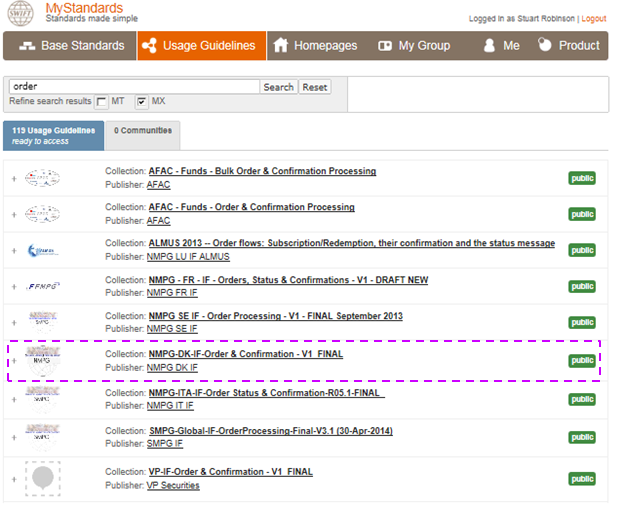 SWIFT
MyStandards
Standards made simple
Logged in as Stuart Robinson | Logout
Base Standards
Usage Guidelines
Homepages
My Group
Me
Product
order
Search
Reset
Refine search results MT MX
119 Usage Guidelines
ready to access
0 Communities
+
Collection: AFAC - Funds - Bulk Order & Confirmation Processing
Publisher: AFAC
public
+
Collection: AFAC - Funds - Order & Confirmation Processing
Publisher: AFAC
public
+
Collection: ALMUS 2013 -- Order flows: Subscription/Redemption, their confirmation and the status message
Publisher: NMPG LU IF ALMUS
public
+
Collection: NMPG - FR - IF - Orders, Status & Confirmations - V1 - DRAFT NEW
Publisher: NMPG FR IF
public
+
SMPG
Collection: NMPG SE IF - Order Processing - V1 - FINAL September 2013
Publisher: NMPG SE IF
public
+
NMPG
Collection: NMPG-DK-IF-Order & Confirmation - V1_FINAL
Publisher: NMPG DK IF
public
+
SMPG
Collection: NMPG-ITA-IF-Order Status & Confirmation-R05.1-FINAL_
Publisher: NMPG IT IF
public
+
SMPG
Collection: SMPG-Global-IF-OrderProcessing-Final-V3.1 (30-Apr-2014)
Publisher: SMPG IF
public
+
Collection: VP-IF-Order & Confirmation - V1_FINAL
Publisher: VP Securities
public